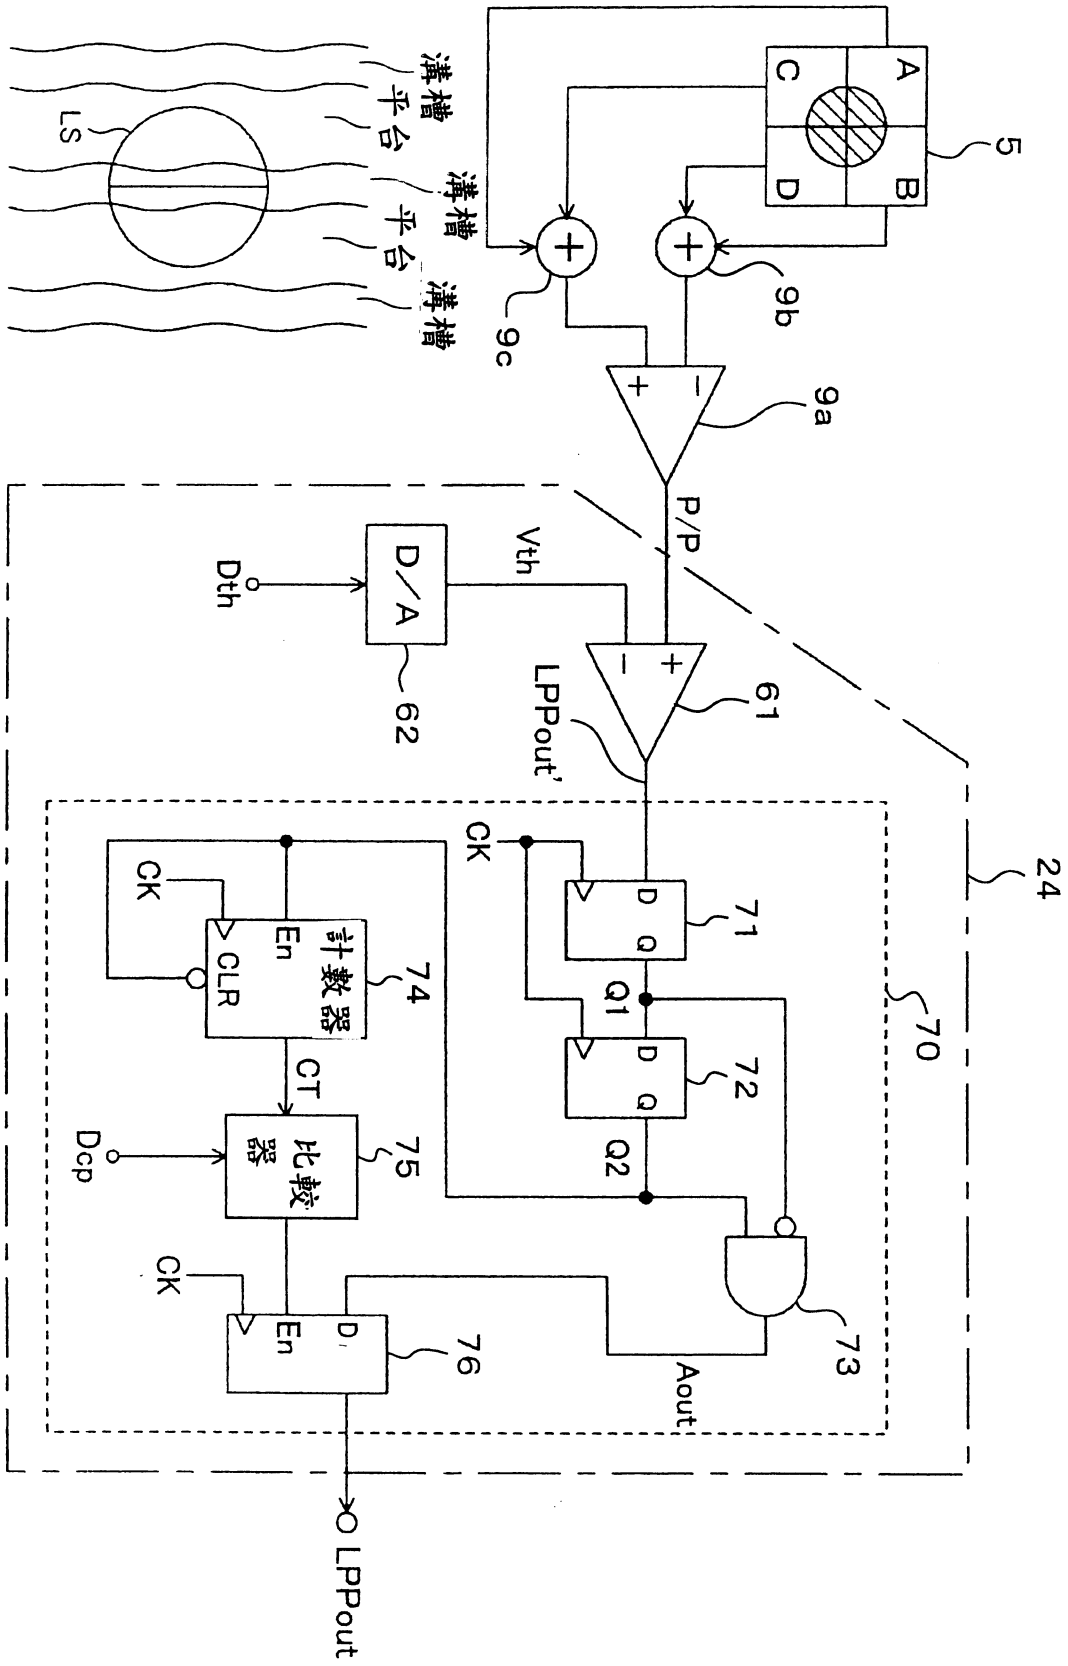 5
A
B
C
D
9b
9c
9a
+
+
−
+
P/P
溝槽
平台
溝槽
平台
溝槽
LS
24
61
+
−
Vth
D/A
62
Dth
LPPout'
70
71
D
Q
Q1
72
D
Q
Q2
73
Aout
CK
74
計數器
En
CLR
CK
CT
75
比較
器
Dcp
76
D
En
CK
LPPout